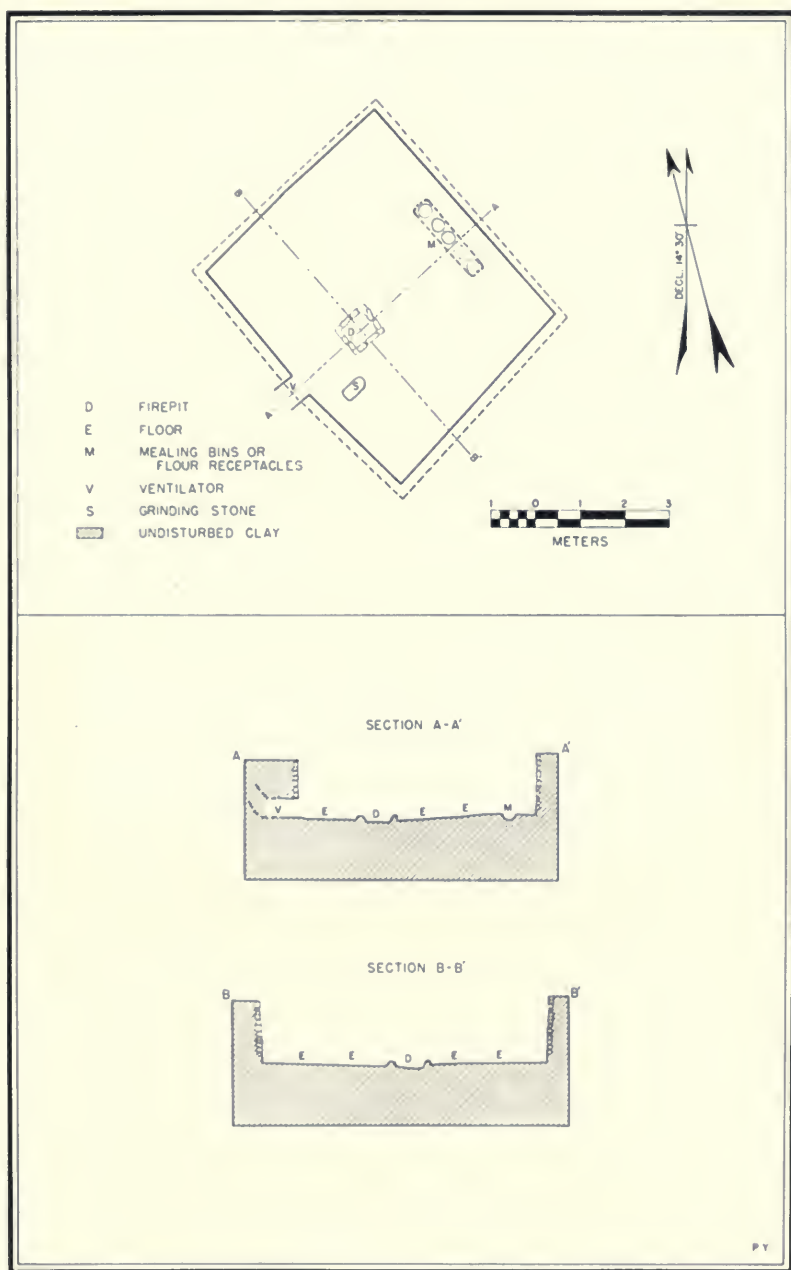 B
A
M
DECL. 14° 30'
D
S
V
A
B'
D FIREPIT
E FLOOR
M MEALING BINS OR
FLOUR RECEPTACLES
V VENTILATOR
S GRINDING STONE
UNDISTURBED CLAY
1 0 1 2 3
METERS
SECTION A-A'
A A'
V E D E E M
SECTION B-B'
B B'
E E D E E
P Y